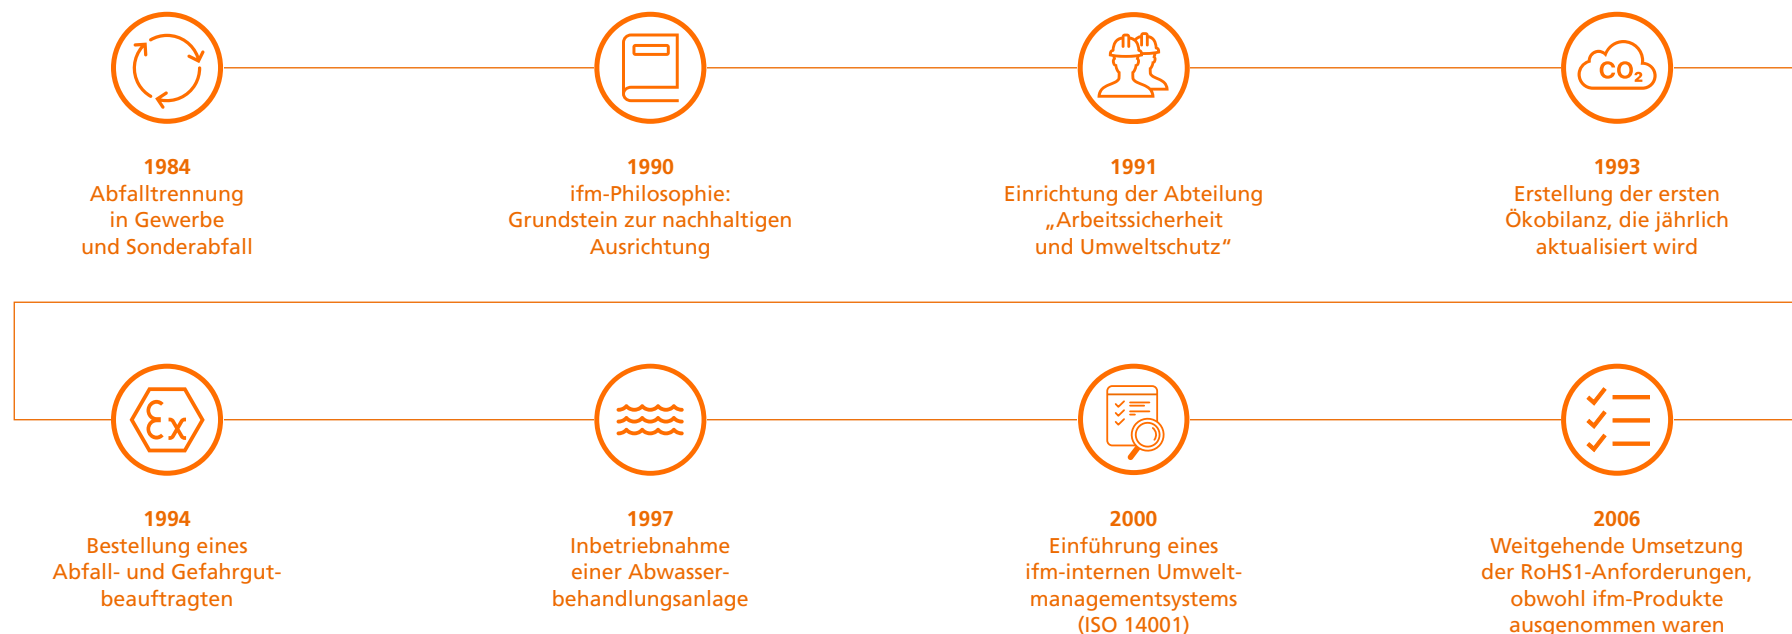 CO₂
1984
Abfalltrennung
in Gewerbe
und Sonderabfall
1990
ifm-Philosophie:
Grundstein zur nachhaltigen
Ausrichtung
1991
Einrichtung der Abteilung
„Arbeitssicherheit
und Umweltschutz“
1993
Erstellung der ersten
Ökobilanz, die jährlich
aktualisiert wird
Ex
1994
Bestellung eines
Abfall- und Gefahrgut-
beauftragten
1997
Inbetriebnahme
einer Abwasser-
behandlungsanlage
2000
Einführung eines
ifm-internen Umwelt-
managementsystems
(ISO 14001)
2006
Weitgehende Umsetzung
der RoHS1-Anforderungen,
obwohl ifm-Produkte
ausgenommen waren